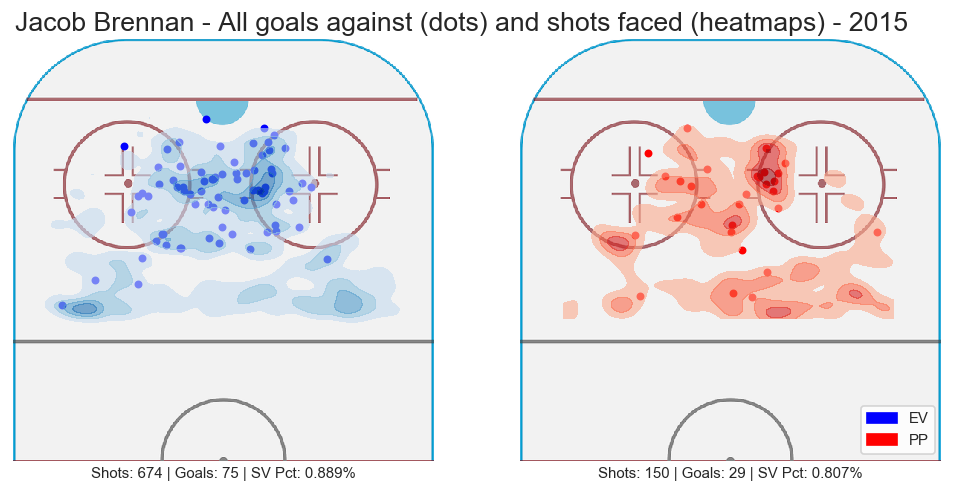 Jacob Brennan - All goals against (dots) and shots faced (heatmaps) - 2015
EV
PP
Shots: 674 | Goals: 75 | SV Pct: 0.889%
Shots: 150 | Goals: 29 | SV Pct: 0.807%